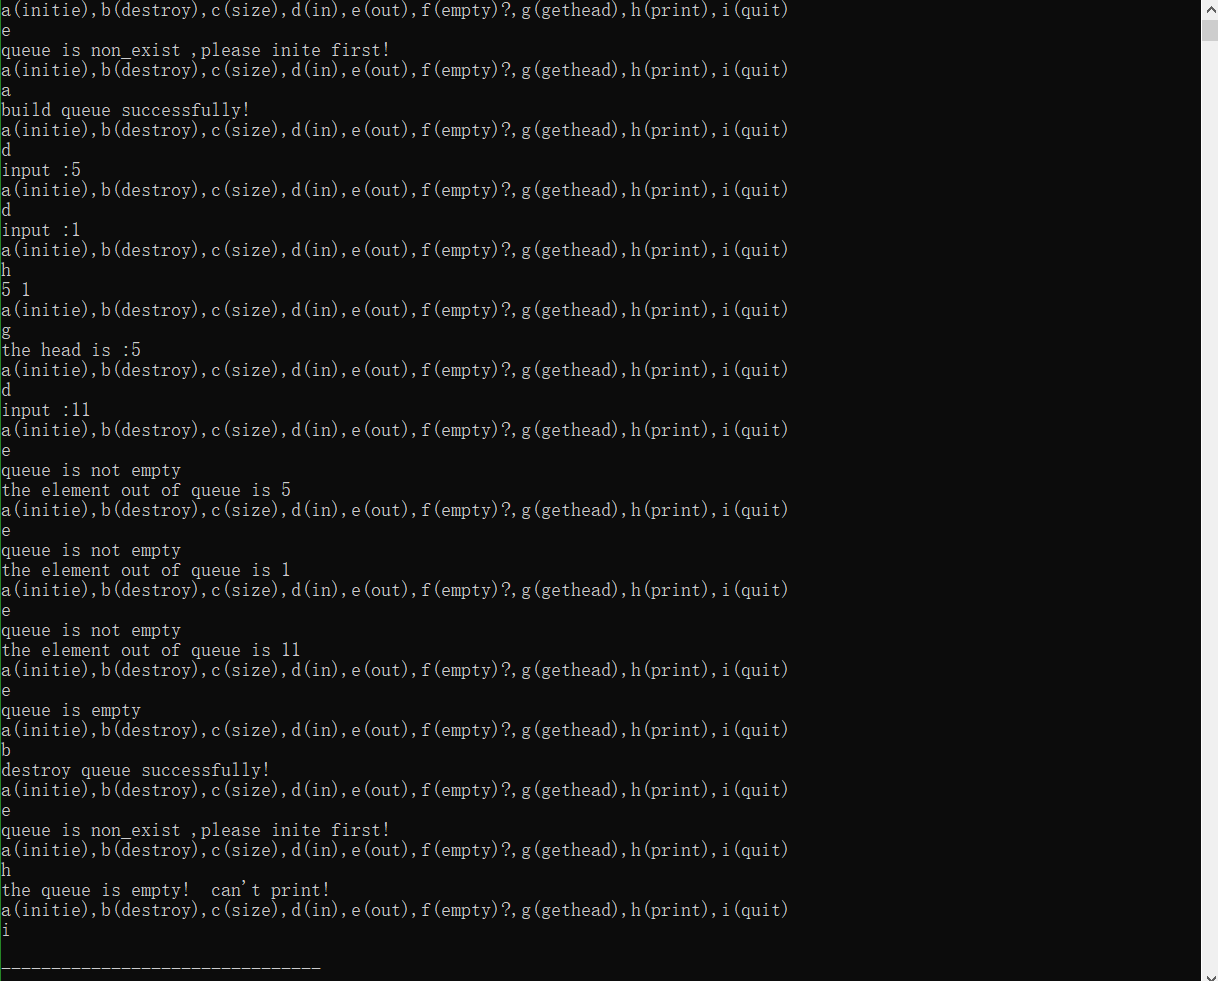 a(initie),b(destroy),c(size),d(in),e(out),f(empty)?,g(gethead),h(print),i(quit)
e
queue is non_exist ,please inite first!
a(initie),b(destroy),c(size),d(in),e(out),f(empty)?,g(gethead),h(print),i(quit)
a
build queue successfully!
a(initie),b(destroy),c(size),d(in),e(out),f(empty)?,g(gethead),h(print),i(quit)
d
input :5
a(initie),b(destroy),c(size),d(in),e(out),f(empty)?,g(gethead),h(print),i(quit)
d
input :1
a(initie),b(destroy),c(size),d(in),e(out),f(empty)?,g(gethead),h(print),i(quit)
h
5 1
a(initie),b(destroy),c(size),d(in),e(out),f(empty)?,g(gethead),h(print),i(quit)
g
the head is :5
a(initie),b(destroy),c(size),d(in),e(out),f(empty)?,g(gethead),h(print),i(quit)
d
input :11
a(initie),b(destroy),c(size),d(in),e(out),f(empty)?,g(gethead),h(print),i(quit)
e
queue is not empty
the element out of queue is 5
a(initie),b(destroy),c(size),d(in),e(out),f(empty)?,g(gethead),h(print),i(quit)
e
queue is not empty
the element out of queue is 1
a(initie),b(destroy),c(size),d(in),e(out),f(empty)?,g(gethead),h(print),i(quit)
e
queue is not empty
the element out of queue is 11
a(initie),b(destroy),c(size),d(in),e(out),f(empty)?,g(gethead),h(print),i(quit)
e
queue is empty
a(initie),b(destroy),c(size),d(in),e(out),f(empty)?,g(gethead),h(print),i(quit)
b
destroy queue successfully!
a(initie),b(destroy),c(size),d(in),e(out),f(empty)?,g(gethead),h(print),i(quit)
e
queue is non_exist ,please inite first!
a(initie),b(destroy),c(size),d(in),e(out),f(empty)?,g(gethead),h(print),i(quit)
h
the queue is empty!  can't print!
a(initie),b(destroy),c(size),d(in),e(out),f(empty)?,g(gethead),h(print),i(quit)
i
--------------------------------